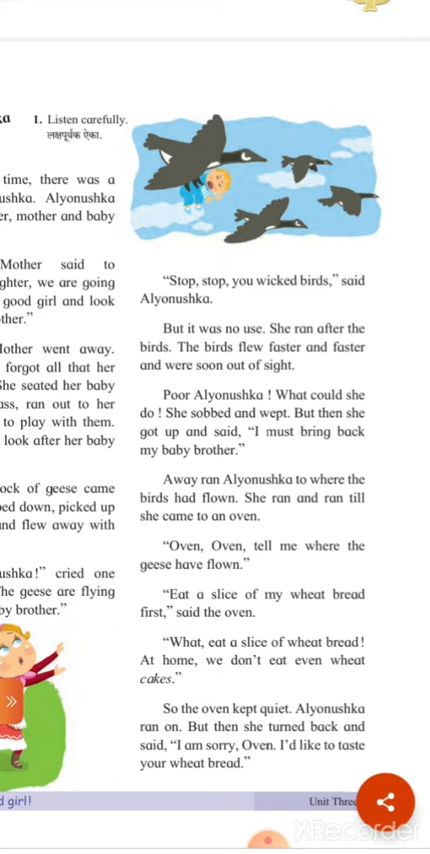 1. Listen carefully.
लक्षपूर्वक ऐका.
time, there was a
ushka. Alyonushka
er, mother and baby
Mother said to
ghter, we are going
good girl and look
ther.”
Mother went away.
forgot all that her
She seated her baby
ass, ran out to her
to play with them.
look after her baby
ock of geese came
ped down, picked up
and flew away with
ushka!” cried one
The geese are flying
by brother.”
d girl!
“Stop, stop, you wicked birds,” said
Alyonushka.
But it was no use. She ran after the
birds. The birds flew faster and faster
and were soon out of sight.
Poor Alyonushka ! What could she
do ! She sobbed and wept. But then she
got up and said, “I must bring back
my baby brother.”
Away ran Alyonushka to where the
birds had flown. She ran and ran till
she came to an oven.
“Oven, Oven, tell me where the
geese have flown.”
“Eat a slice of my wheat bread
first,” said the oven.
“What, eat a slice of wheat bread!
At home, we don’t eat even wheat
cakes.”
So the oven kept quiet. Alyonushka
ran on. But then she turned back and
said, “I am sorry, Oven. I’d like to taste
your wheat bread.”
Unit Three
XRecorder